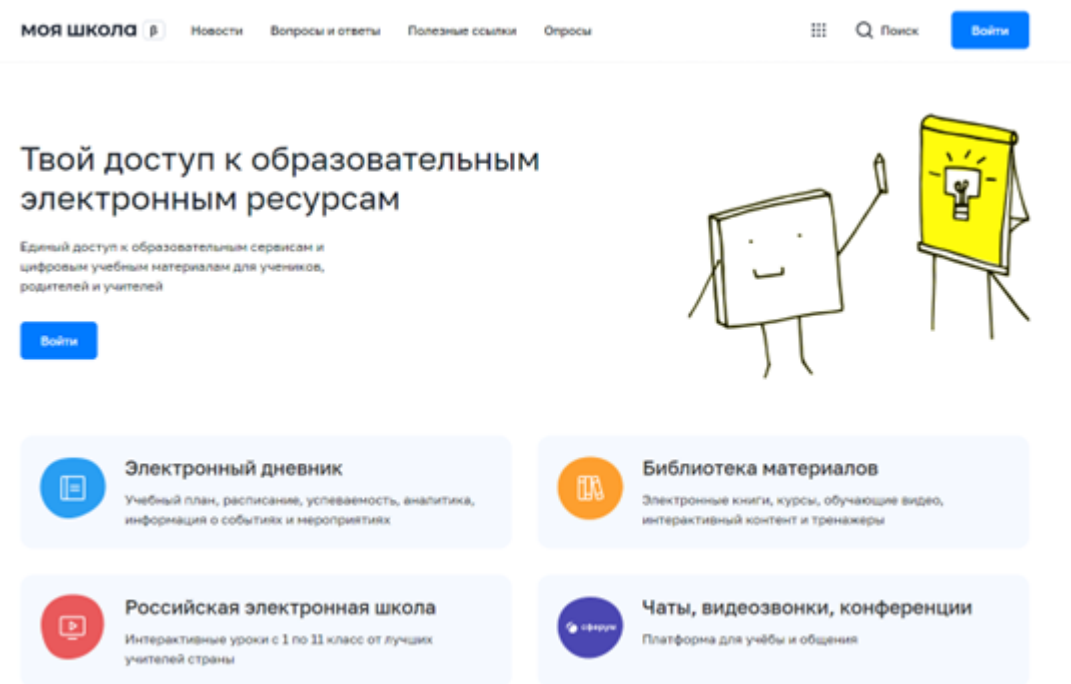 моя школа β Новости Вопросы и ответы Полезные ссылки Опросы Поиск Войти
Твой доступ к образовательным
электронным ресурсам
Единый доступ к образовательным сервисам и
цифровым учебным материалам для учеников,
родителей и учителей
Войти
Электронный дневник
Учебный план, расписание, успеваемость, аналитика,
информация о событиях и мероприятиях
Библиотека материалов
Электронные книги, курсы, обучающие видео,
интерактивный контент и тренажеры
Российская электронная школа
Интерактивные уроки с 1 по 11 класс от лучших
учителей страны
сферум
Чаты, видеозвонки, конференции
Платформа для учёбы и общения